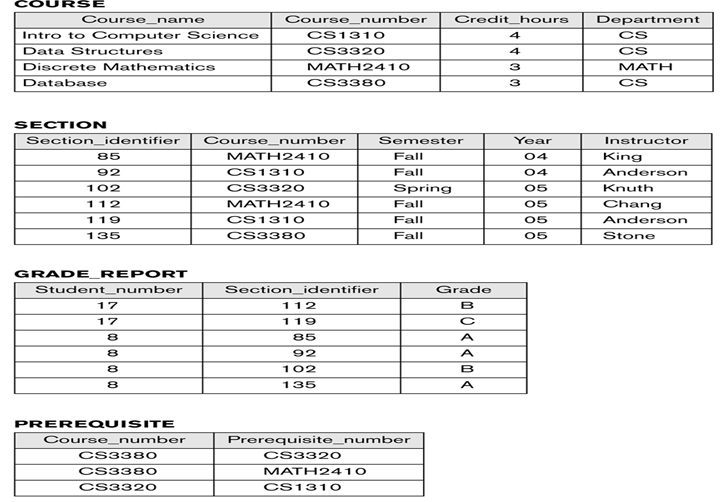 COURSE
Course_name Course_number Credit_hours Department
Intro to Computer Science CS1310 4 CS
Data Structures CS3320 4 CS
Discrete Mathematics MATH2410 3 MATH
Database CS3380 3 CS
SECTION
Section_identifier Course_number Semester Year Instructor
85 MATH2410 Fall 04 King
92 CS1310 Fall 04 Anderson
102 CS3320 Spring 05 Knuth
112 MATH2410 Fall 05 Chang
119 CS1310 Fall 05 Anderson
135 CS3380 Fall 05 Stone
GRADE_REPORT
Student_number Section_identifier Grade
17 112 B
17 119 C
8 85 A
8 92 A
8 102 B
8 135 A
PREREQUISITE
Course_number Prerequisite_number
CS3380 CS3320
CS3380 MATH2410
CS3320 CS1310